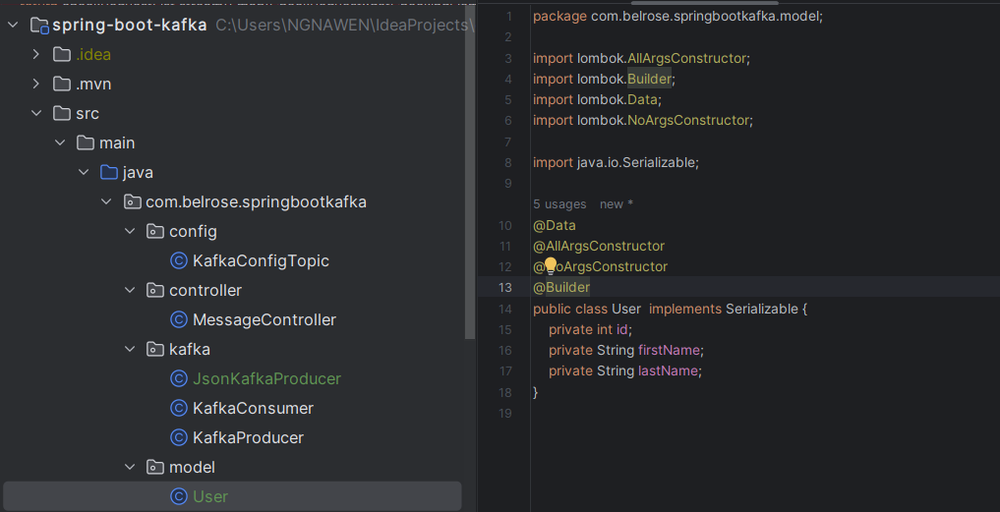 spring-boot-kafka C:\Users\NGNAWEN\IdeaProjects\
.idea
.mvn
src
main
java
com.belrose.springbootkafka
config
KafkaConfigTopic
controller
MessageController
kafka
JsonKafkaProducer
KafkaConsumer
KafkaProducer
model
User
1 package com.belrose.springbootkafka.model;
2
3 import lombok.AllArgsConstructor;
4 import lombok.Builder;
5 import lombok.Data;
6 import lombok.NoArgsConstructor;
7
8 import java.io.Serializable;
9
5 usages new *
10 @Data
11 @AllArgsConstructor
12 @NoArgsConstructor
13 @Builder
14 public class User implements Serializable {
15 private int id;
16 private String firstName;
17 private String lastName;
18 }
19